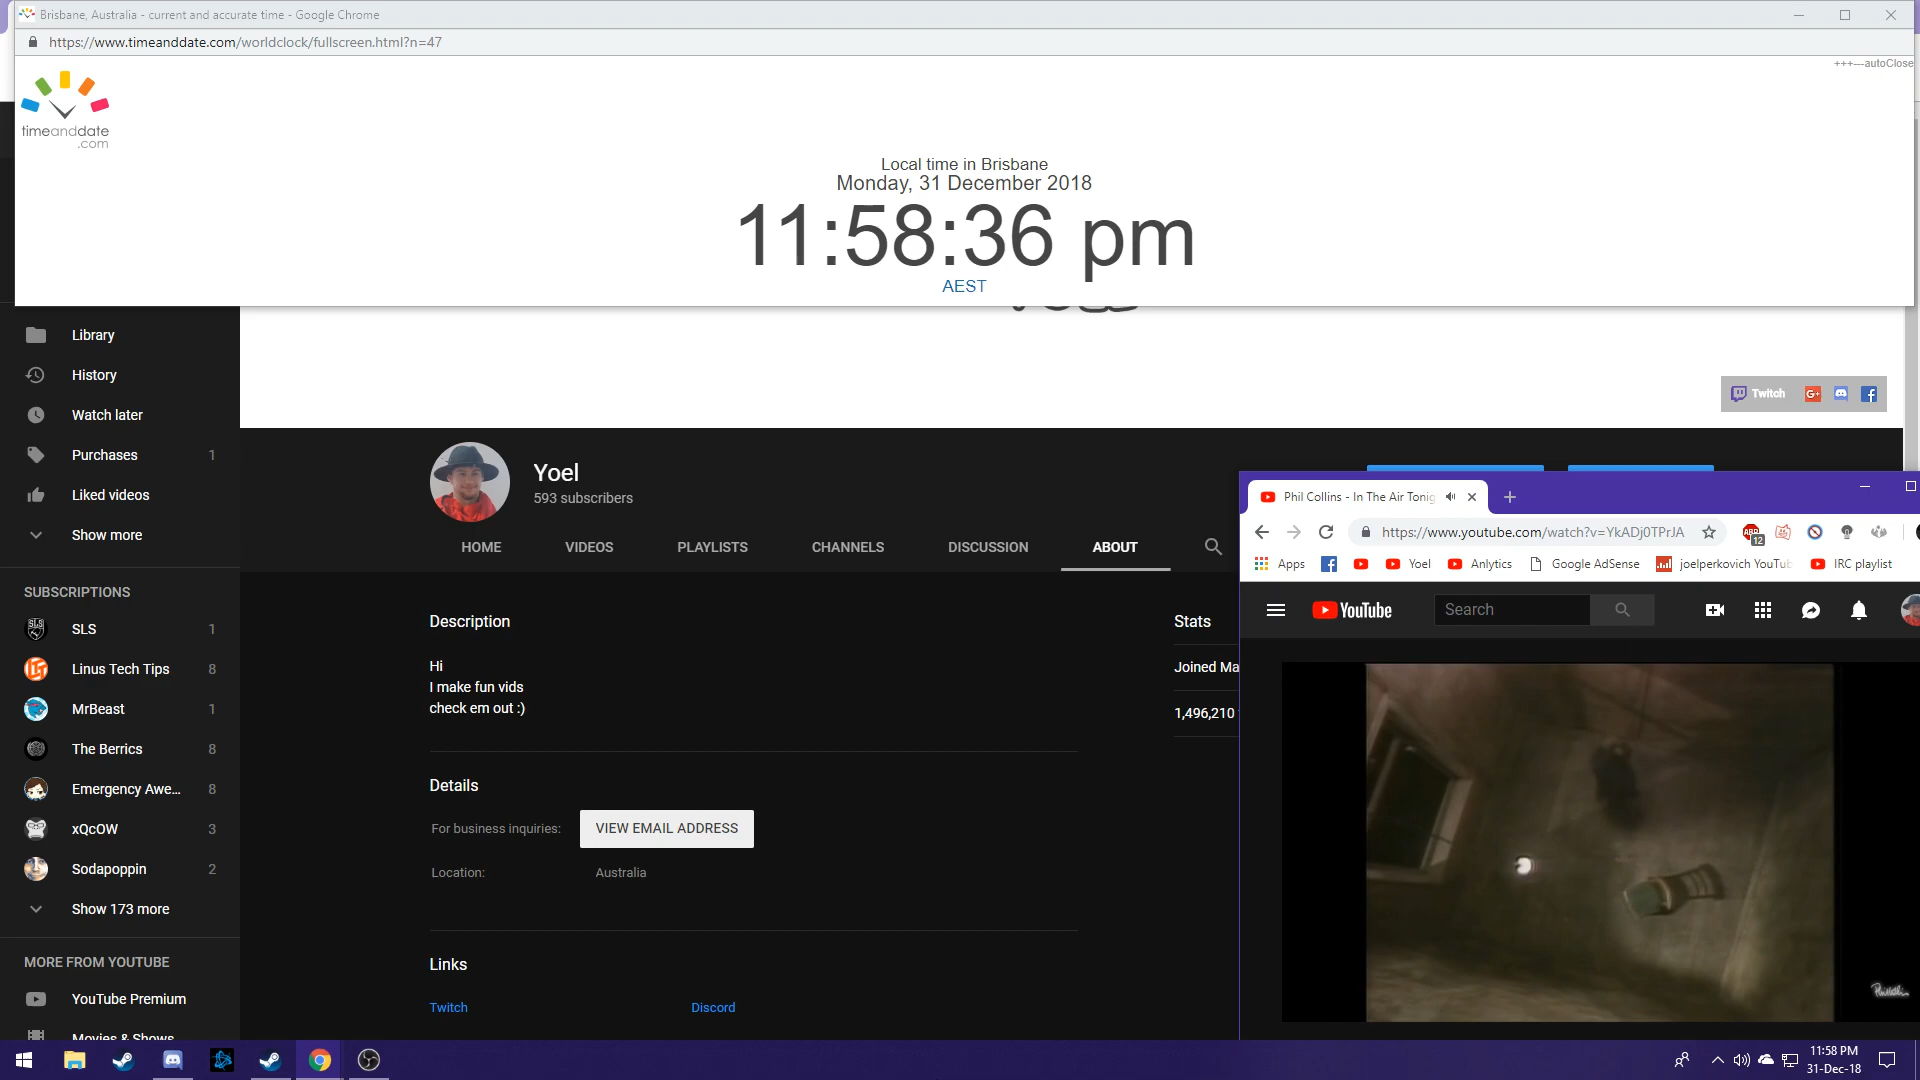 Brisbane, Australia - current and accurate time - Google Chrome
https://www.timeanddate.com/worldclock/fullscreen.html?n=47
+++---autoClose
timeanddate
.com
Local time in Brisbane
Monday, 31 December 2018
11:58:36 pm
AEST
Library
History
Watch later
Purchases 1
Liked videos
Show more
SUBSCRIPTIONS
SLS 1
Linus Tech Tips 8
MrBeast 1
The Berrics 8
Emergency Awe... 8
xQcOW 3
Sodapoppin 2
Show 173 more
MORE FROM YOUTUBE
YouTube Premium
Movies & Shows
Twitch
Yoel
593 subscribers
HOME VIDEOS PLAYLISTS CHANNELS DISCUSSION ABOUT
Description
Hi
I make fun vids
check em out :)
Details
For business inquiries: VIEW EMAIL ADDRESS
Location: Australia
Links
Twitch Discord
Stats
Joined Ma
1,496,210
Phil Collins - In The Air Tonig
https://www.youtube.com/watch?v=YkADj0TPrJA
ABP
12
Apps Yoel Anlytics Google AdSense joelperkovich YouTub IRC playlist
YouTube
Search
11:58 PM
31-Dec-18